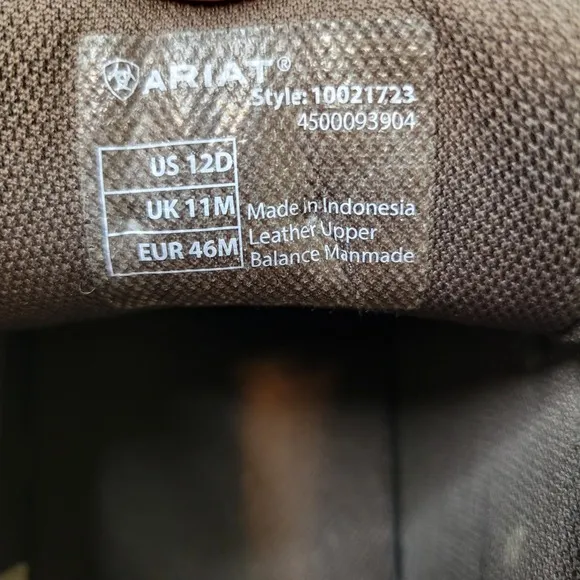 ARIAT®
Style: 10021723
4500093904
US 12D
UK 11M
EUR 46M
Made in Indonesia
Leather Upper
Balance Manmade